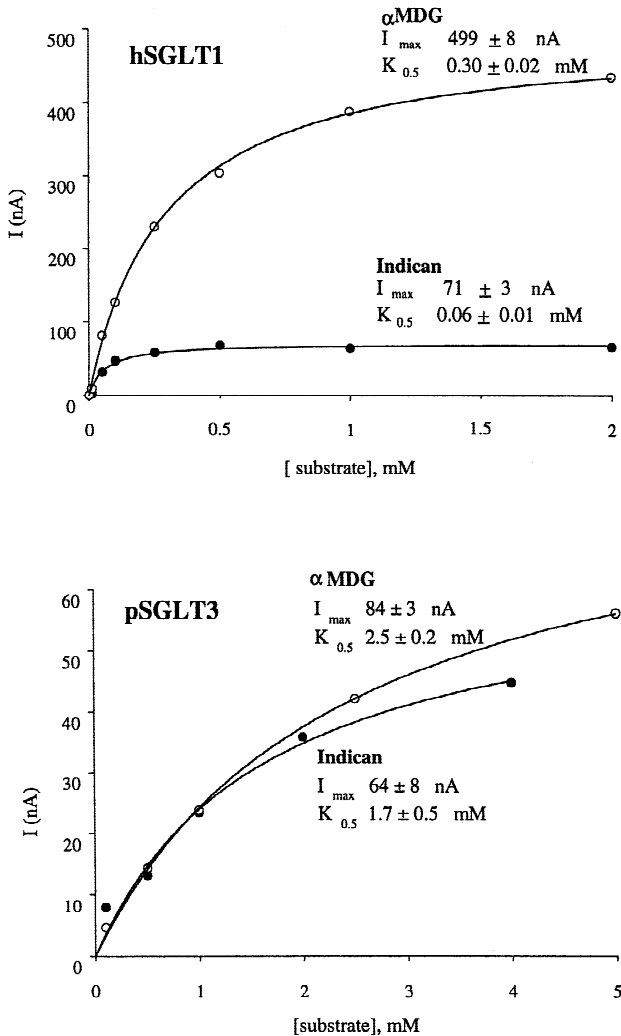 αMDG
I max 499 ± 8 nA
K 0.5 0.30 ± 0.02 mM
hSGLT1
500
400
300
200
100
0
I (nA)
Indican
I max 71 ± 3 nA
K 0.5 0.06 ± 0.01 mM
0 0.5 1 1.5 2
[ substrate], mM
α MDG
I max 84 ± 3 nA
K 0.5 2.5 ± 0.2 mM
pSGLT3
60
50
40
30
20
10
0
I (nA)
Indican
I max 64 ± 8 nA
K 0.5 1.7 ± 0.5 mM
0 1 2 3 4 5
[substrate], mM